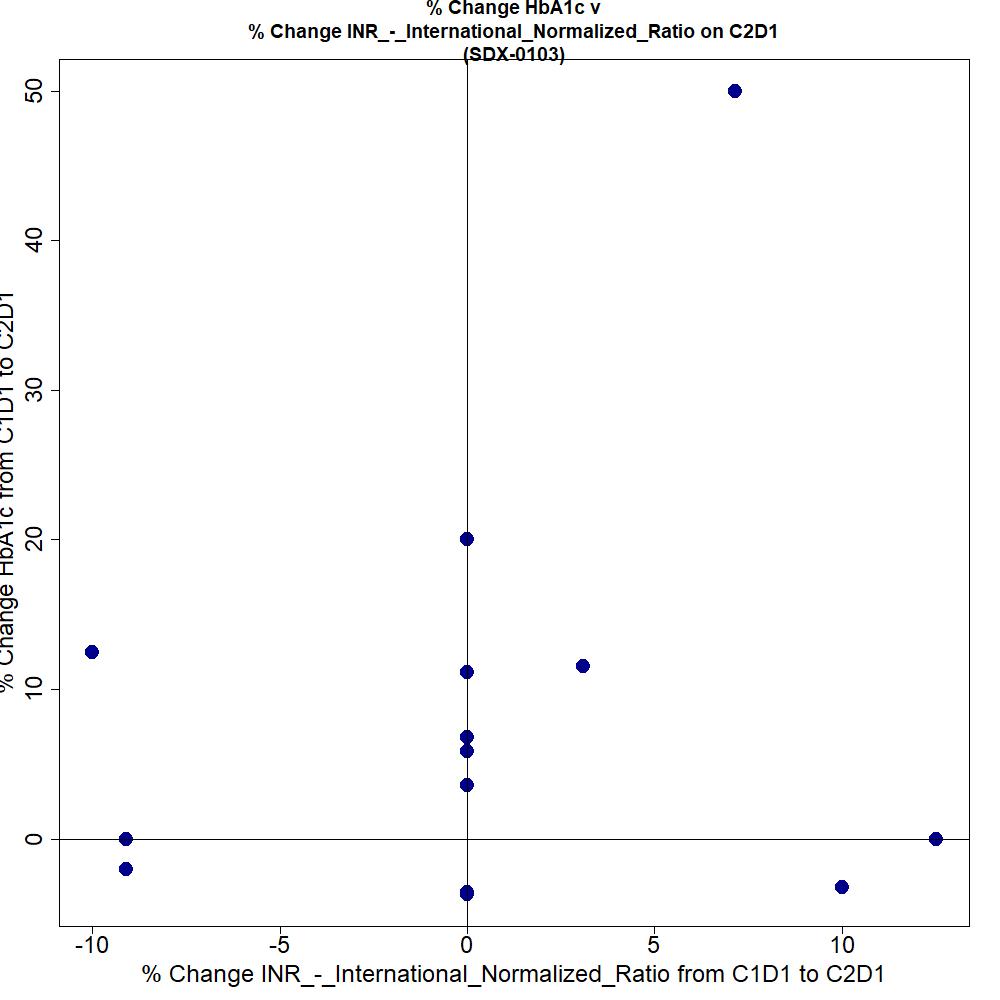 % Change HbA1c v
% Change INR_-_International_Normalized_Ratio on C2D1
(SDX-0103)
% Change HbA1c from C1D1 to C2D1
50
40
30
20
10
0
-10
-5
0
5
10
% Change INR_-_International_Normalized_Ratio from C1D1 to C2D1